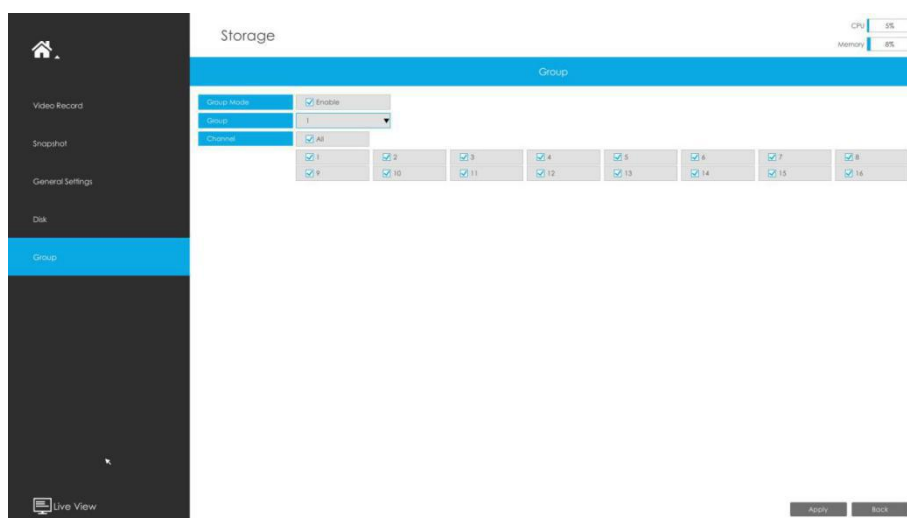 Storage
CPU 5%
Memory 8%
Group
Video Record
Snapshot
General Settings
Disk
Group
Live View
Group Mode Enable
Group 1
Channel All
1 2 3 4 5 6 7 8
9 10 11 12 13 14 15 16
Apply Back